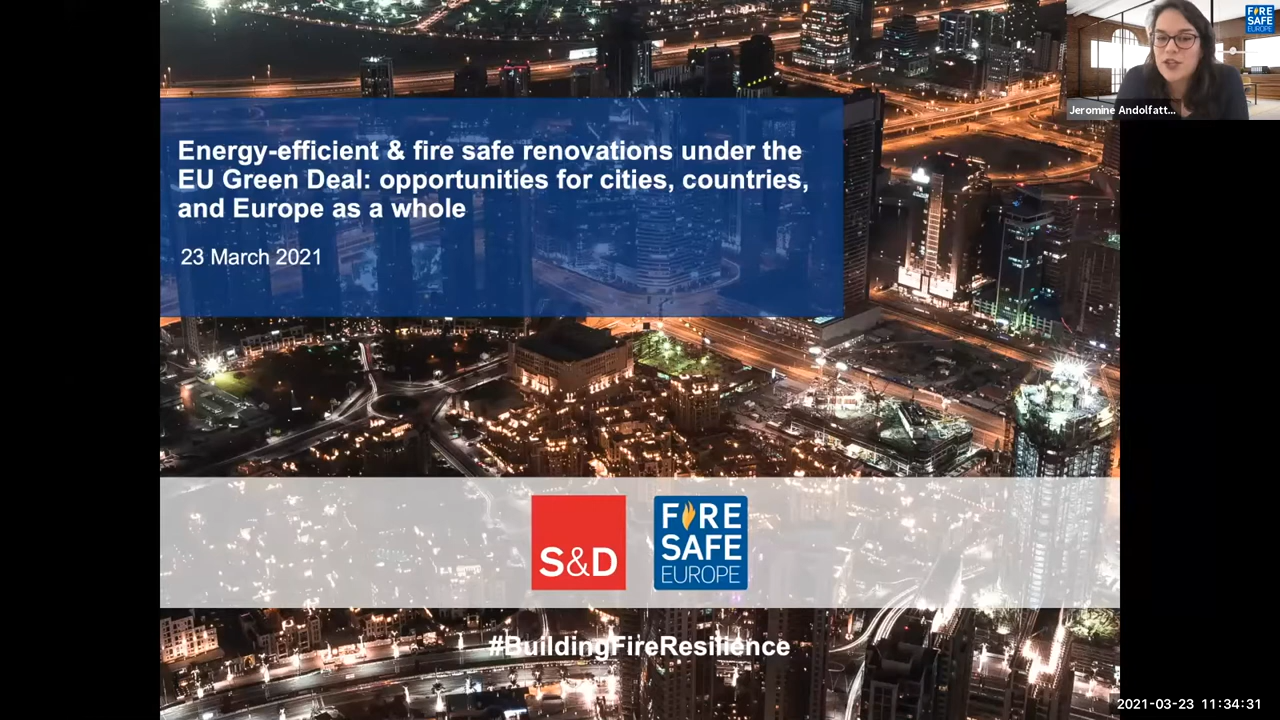 Energy-efficient & fire safe renovations under the
EU Green Deal: opportunities for cities, countries,
and Europe as a whole
23 March 2021
FIRE
SAFE
EUROPE
Jeromine Andolfatt...
S&D
FIRE
SAFE
EUROPE
#BuildingFireResilience
2021-03-23 11:34:31